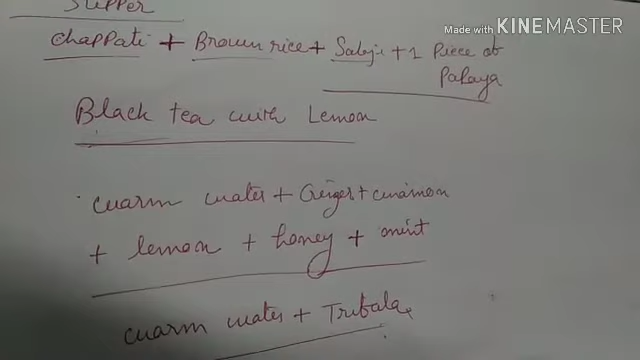 Supper
Chappati + Brown rice + Sabji + 1 Piece of
Papaya
Black tea with Lemon
warm water + Ginger + cinamon
+ lemon + honey + mint
warm water + Trifala
Made with KINEMASTER